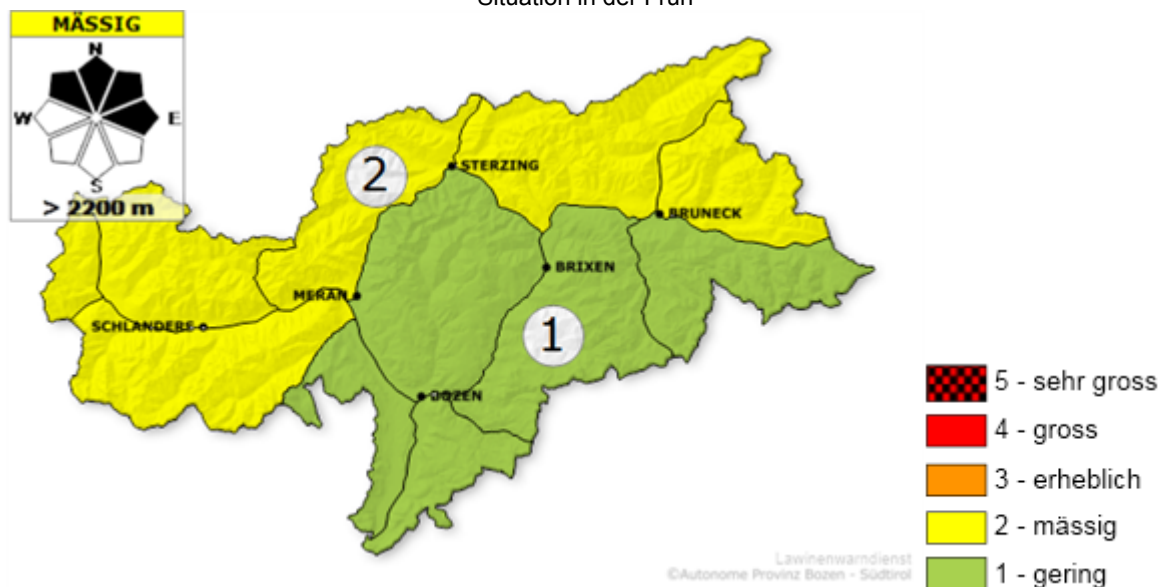 Situation in der Früh
MÄSSIG
N
W
E
S
> 2200 m
2
STERZING
BRUNECK
BRIXEN
MERAN
SCHLANDERS
1
BOZEN
5 - sehr gross
4 - gross
3 - erheblich
2 - mässig
1 - gering
Lawinenwarndienst
©Autonome Provinz Bozen - Südtirol